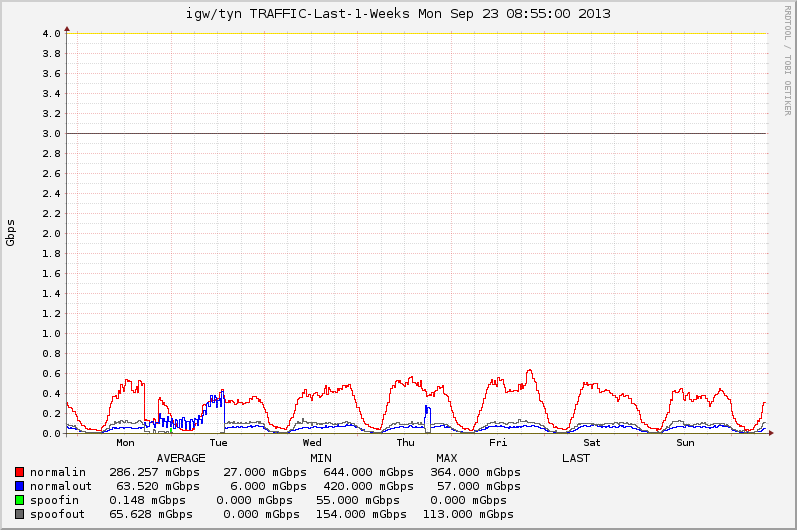 igw/tyn TRAFFIC-Last-1-Weeks Mon Sep 23 08:55:00 2013
RRDTOOL / TOBI OETIKER
Gbps
4.0
3.8
3.6
3.4
3.2
3.0
2.8
2.6
2.4
2.2
2.0
1.8
1.6
1.4
1.2
1.0
0.8
0.6
0.4
0.2
0.0
Mon Tue Wed Thu Fri Sat Sun
AVERAGE MIN MAX LAST
normalin 286.257 mGbps 27.000 mGbps 644.000 mGbps 364.000 mGbps
normalout 63.520 mGbps 6.000 mGbps 420.000 mGbps 57.000 mGbps
spoofin 0.148 mGbps 0.000 mGbps 55.000 mGbps 0.000 mGbps
spoofout 65.628 mGbps 0.000 mGbps 154.000 mGbps 113.000 mGbps